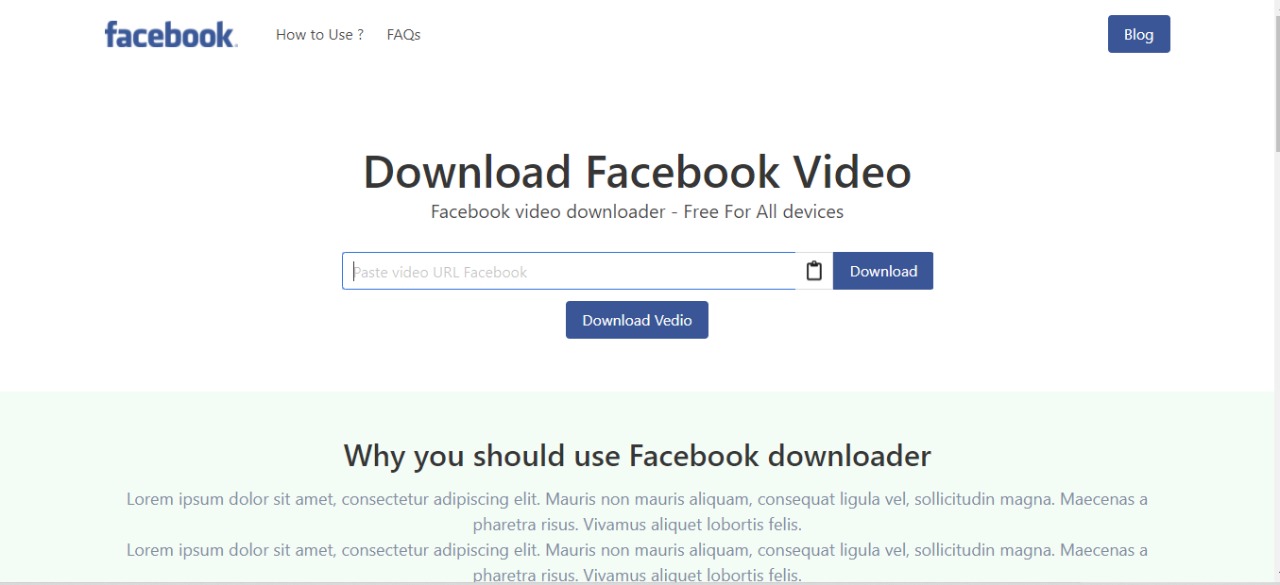 facebook.
How to Use ?
FAQs
Blog
Download Facebook Video
Facebook video downloader - Free For All devices
Paste video URL Facebook
Download
Download Vedio
Why you should use Facebook downloader
Lorem ipsum dolor sit amet, consectetur adipiscing elit. Mauris non mauris aliquam, consequat ligula vel, sollicitudin magna. Maecenas a
pharetra risus. Vivamus aliquet lobortis felis.
Lorem ipsum dolor sit amet, consectetur adipiscing elit. Mauris non mauris aliquam, consequat ligula vel, sollicitudin magna. Maecenas a
pharetra risus. Vivamus aliquet lobortis felis.